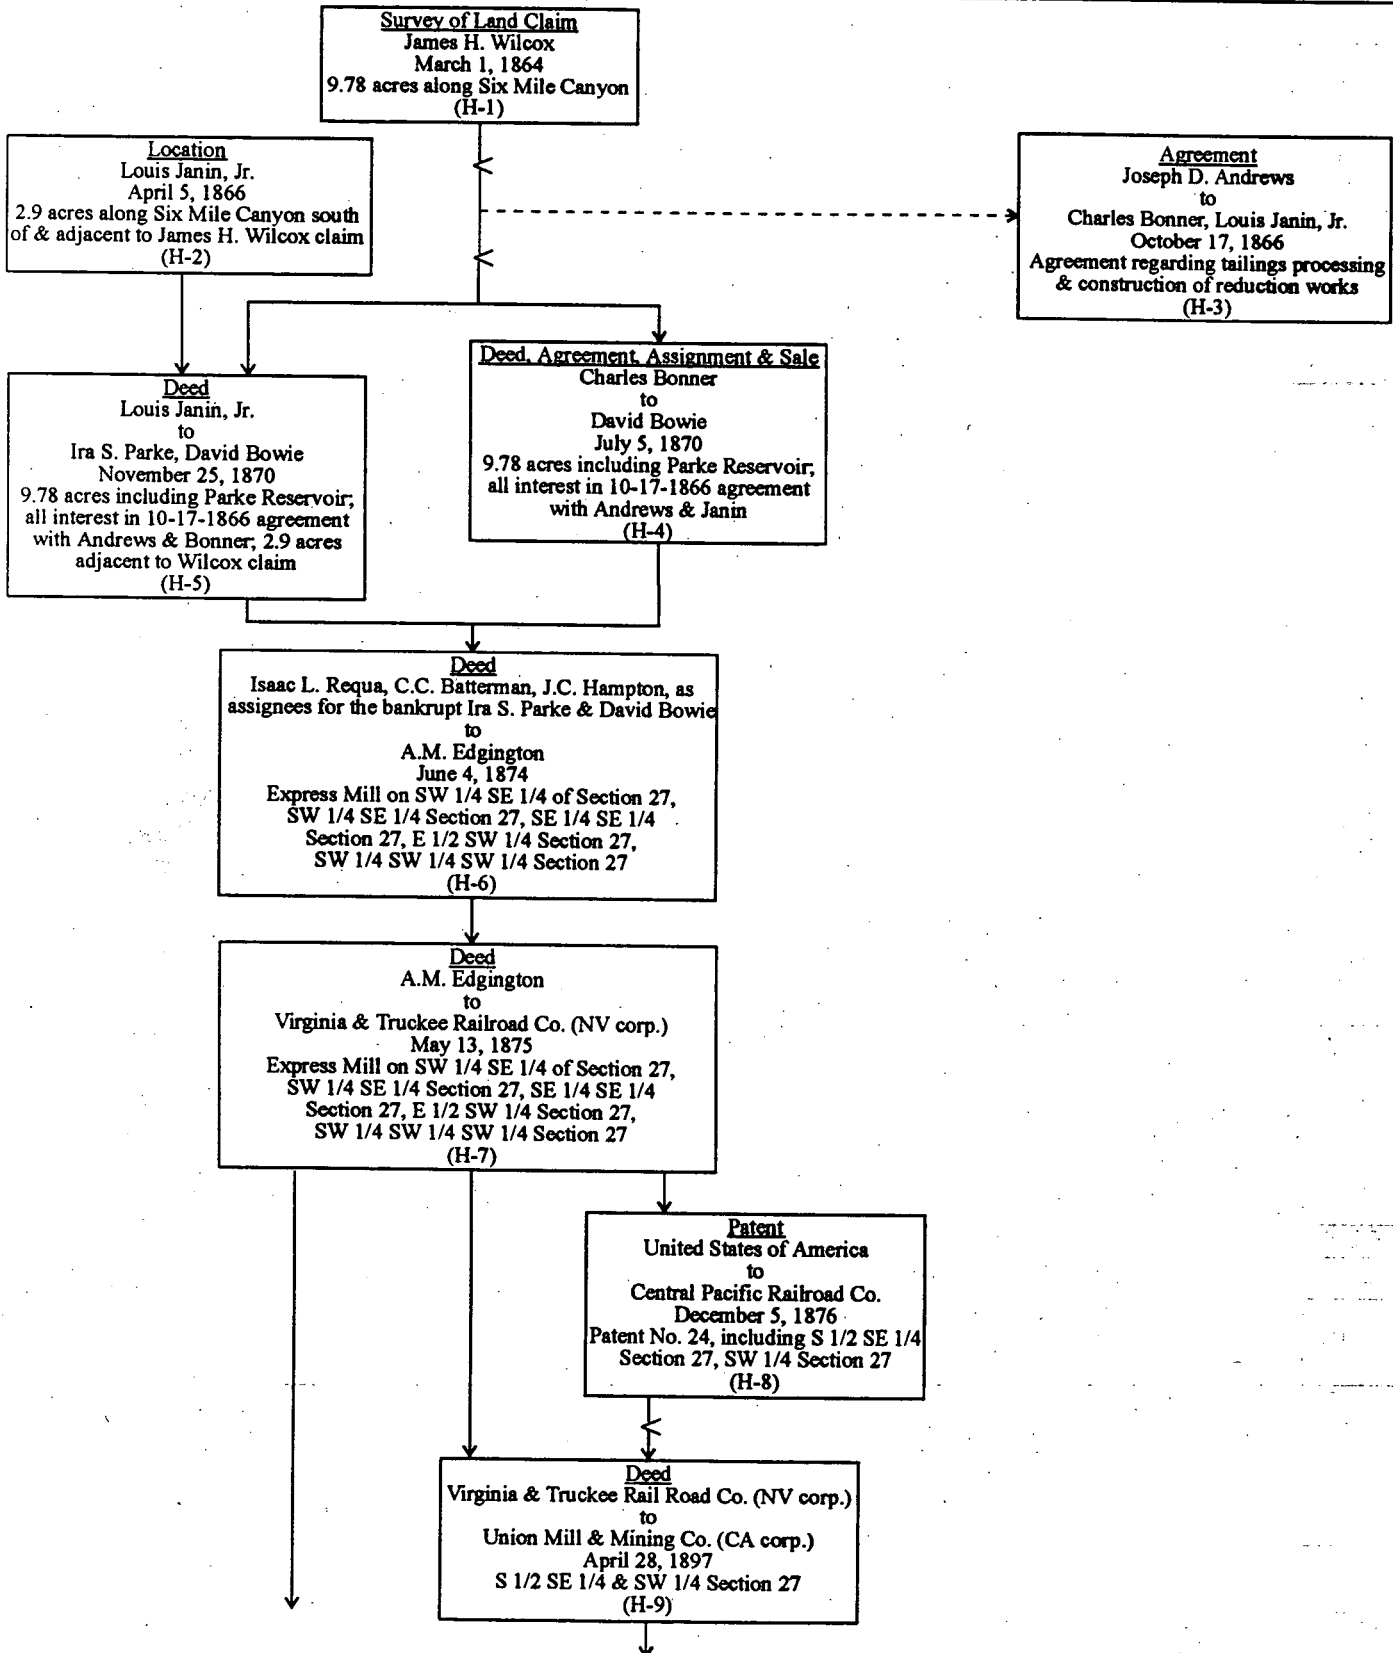 Survey of Land Claim
James H. Wilcox
March 1, 1864
9.78 acres along Six Mile Canyon
(H-1)
Location
Louis Janin, Jr.
April 5, 1866
2.9 acres along Six Mile Canyon south
of & adjacent to James H. Wilcox claim
(H-2)
Agreement
Joseph D. Andrews
to
Charles Bonner, Louis Janin, Jr.
October 17, 1866
Agreement regarding tailings processing
& construction of reduction works
(H-3)
Deed, Agreement, Assignment & Sale
Charles Bonner
to
David Bowie
July 5, 1870
9.78 acres including Parke Reservoir;
all interest in 10-17-1866 agreement
with Andrews & Janin
(H-4)
Deed
Louis Janin, Jr.
to
Ira S. Parke, David Bowie
November 25, 1870
9.78 acres including Parke Reservoir;
all interest in 10-17-1866 agreement
with Andrews & Bonner; 2.9 acres
adjacent to Wilcox claim
(H-5)
Deed
Isaac L. Requa, C.C. Batterman, J.C. Hampton, as
assignees for the bankrupt Ira S. Parke & David Bowie
to
A.M. Edgington
June 4, 1874
Express Mill on SW 1/4 SE 1/4 of Section 27,
SW 1/4 SE 1/4 Section 27, SE 1/4 SE 1/4
Section 27, E 1/2 SW 1/4 Section 27,
SW 1/4 SW 1/4 SW 1/4 Section 27
(H-6)
Deed
A.M. Edgington
to
Virginia & Truckee Railroad Co. (NV corp.)
May 13, 1875
Express Mill on SW 1/4 SE 1/4 of Section 27,
SW 1/4 SE 1/4 Section 27, SE 1/4 SE 1/4
Section 27, E 1/2 SW 1/4 Section 27,
SW 1/4 SW 1/4 SW 1/4 Section 27
(H-7)
Patent
United States of America
to
Central Pacific Railroad Co.
December 5, 1876
Patent No. 24, including S 1/2 SE 1/4
Section 27, SW 1/4 Section 27
(H-8)
Deed
Virginia & Truckee Rail Road Co. (NV corp.)
to
Union Mill & Mining Co. (CA corp.)
April 28, 1897
S 1/2 SE 1/4 & SW 1/4 Section 27
(H-9)